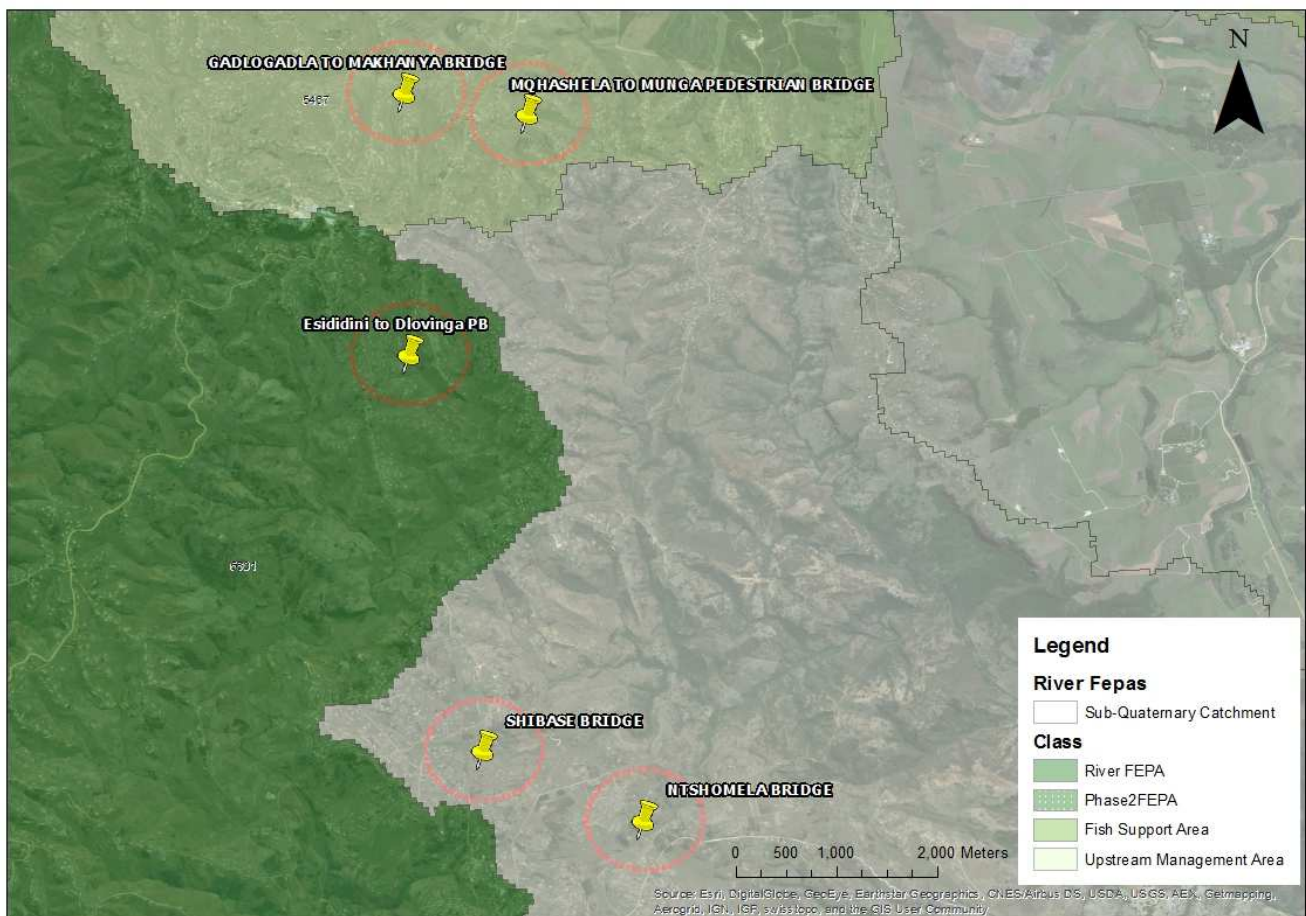 GADLOGADLA TO MAKHANYA BRIDGE
MQHASHELA TO MUNGA PEDESTRIAN BRIDGE
5467
N
Esididini to Dlovinga PB
SHIBASE BRIDGE
NTSHOMELA BRIDGE
0 500 1,000 2,000 Meters
Legend
River Fepas
Sub-Quaternary Catchment
Class
River FEPA
Phase2FEPA
Fish Support Area
Upstream Management Area
Source: Esri, DigitalGlobe, GeoEye, Earthstar Geographics, CNES/Airbus DS, USDA, USGS, AEX, Getmapping,
Aerogrid, IGN, IGP, swisstopo, and the GIS User Community